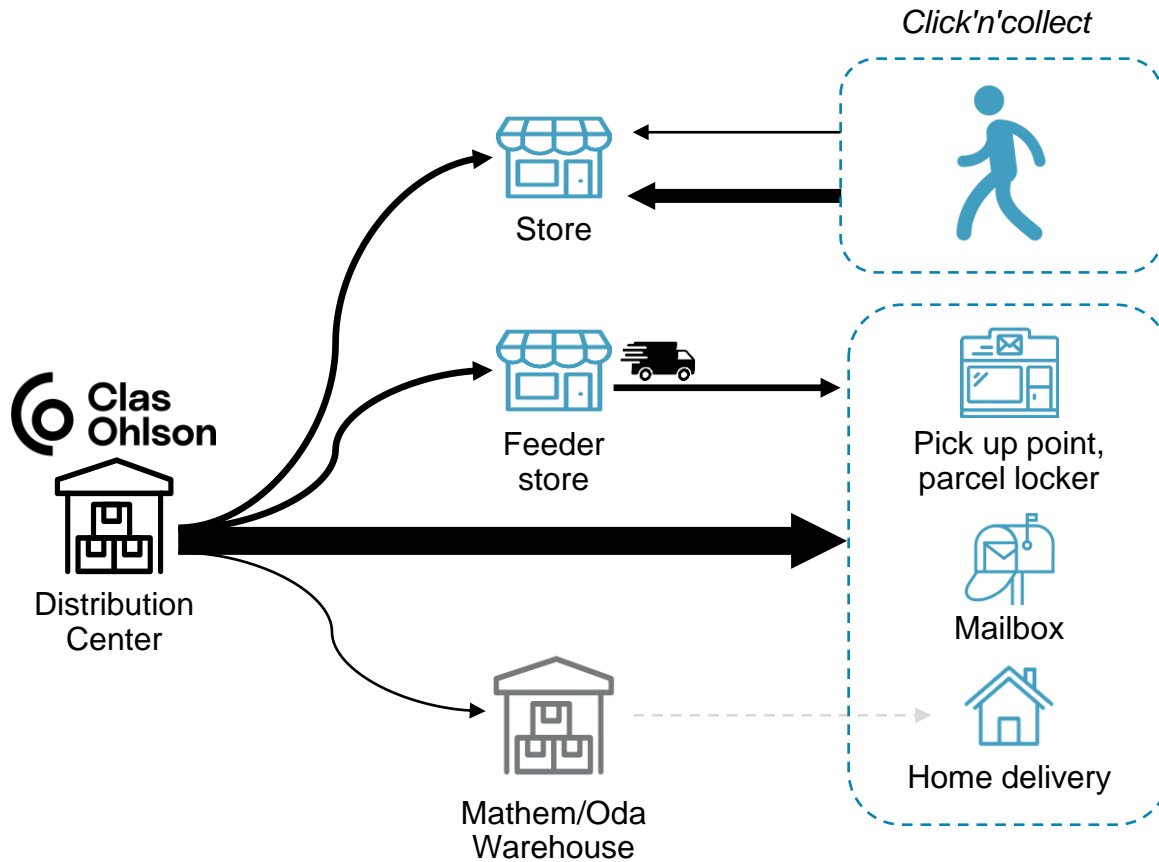 Click'n'collect
Store
Clas
Ohlson
Feeder
store
Pick up point,
parcel locker
Distribution
Center
Mailbox
Home delivery
Mathem/Oda
Warehouse